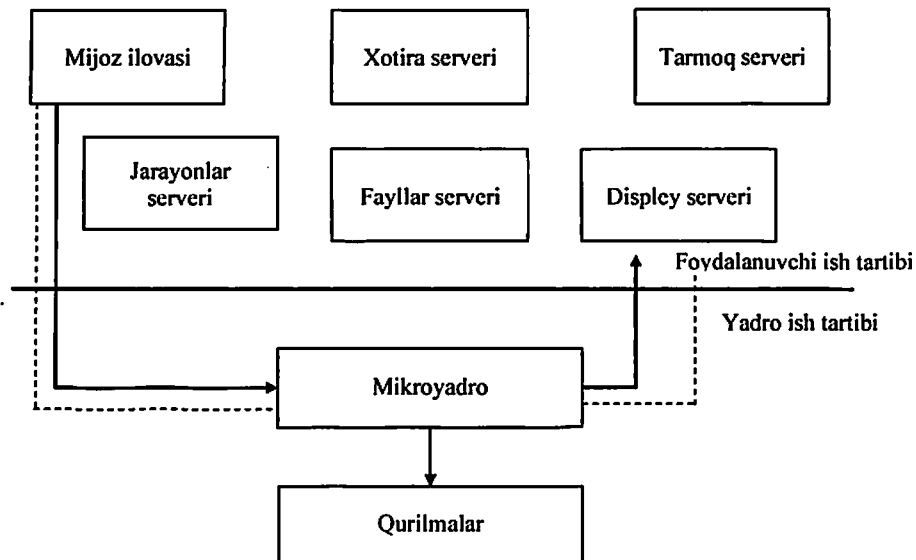 Mijoz ilovasi
Xotira serveri
Tarmoq serveri
Jarayonlar
serveri
Fayllar serveri
Displey serveri
Foydalanuvchi ish tartibi
Yadro ish tartibi
Mikroyadro
Qurilmalar